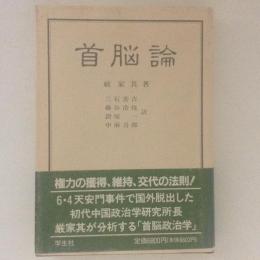 首脳論
厳家其著
三石善吉
訳
権力の獲得、維持、交代の法則!
6・4天安門事件で国外脱出した
初代中国政治学研究所長
厳家其が分析する「首脳政治学」
学生社